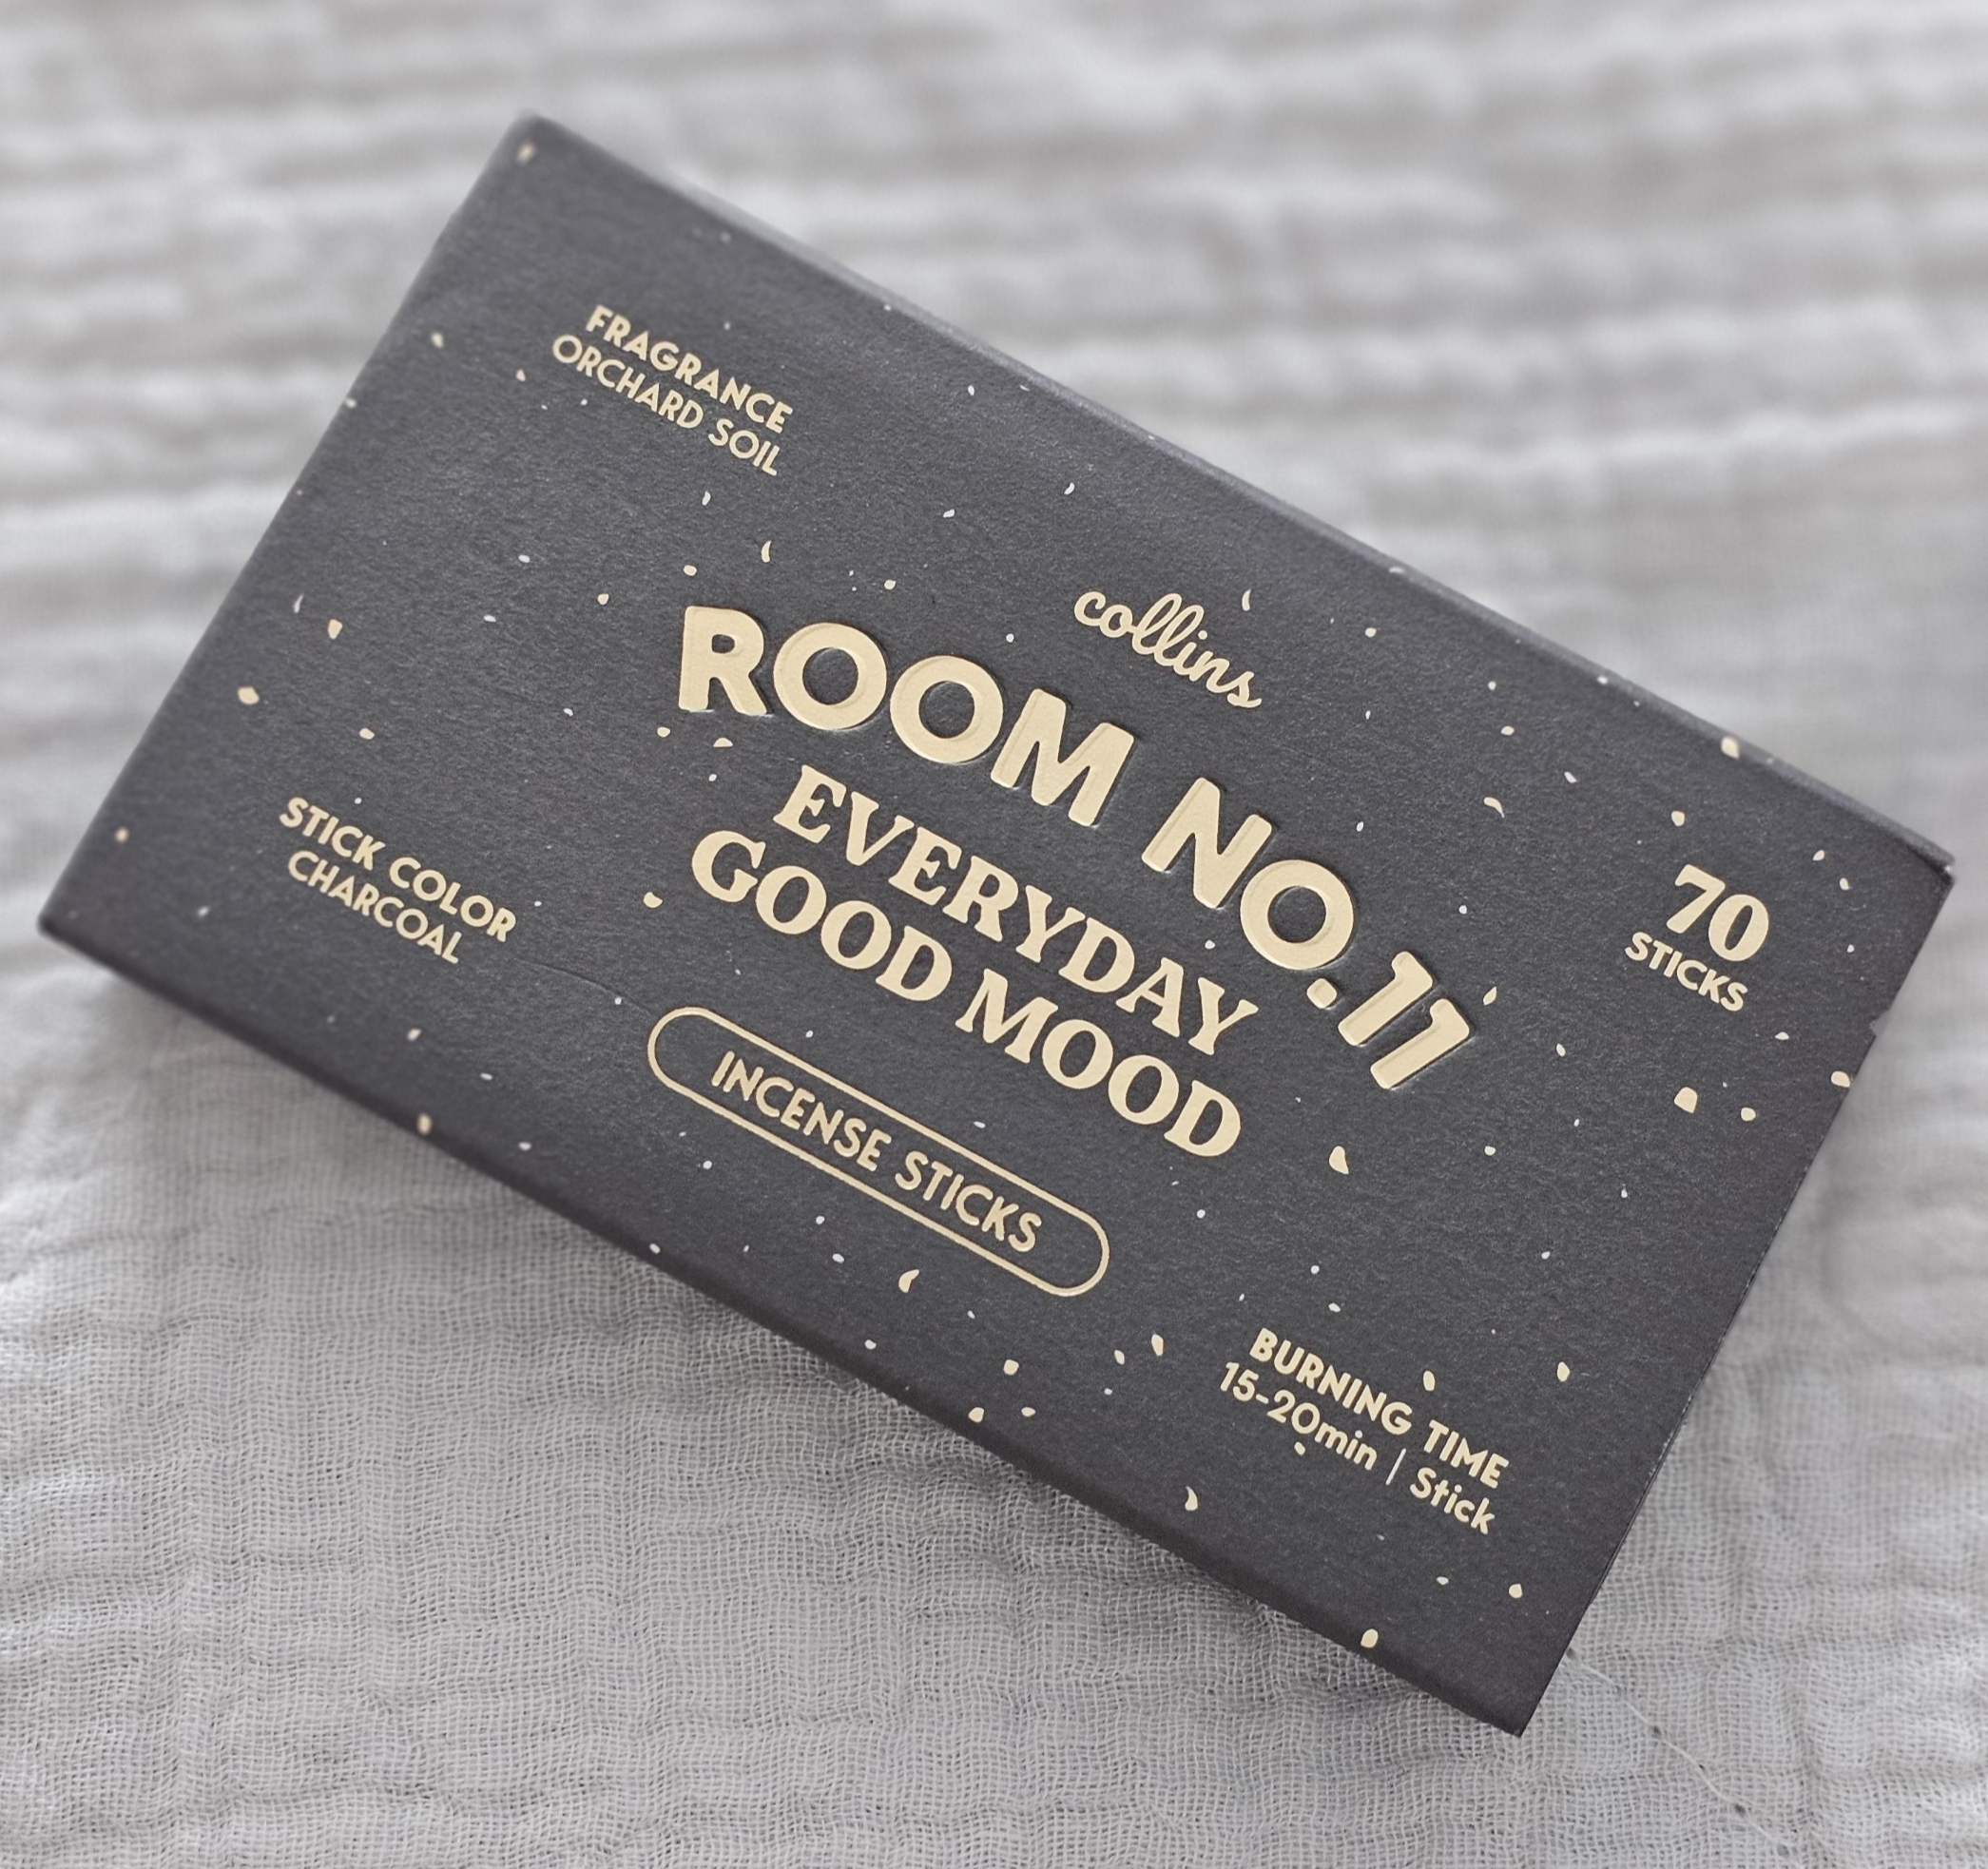 FRAGRANCE
ORCHARD SOIL
collins
ROOM NO.11
EVERYDAY
GOOD MOOD
INCENSE STICKS
70
STICKS
STICK COLOR
CHARCOAL
BURNING TIME
15-20min | Stick